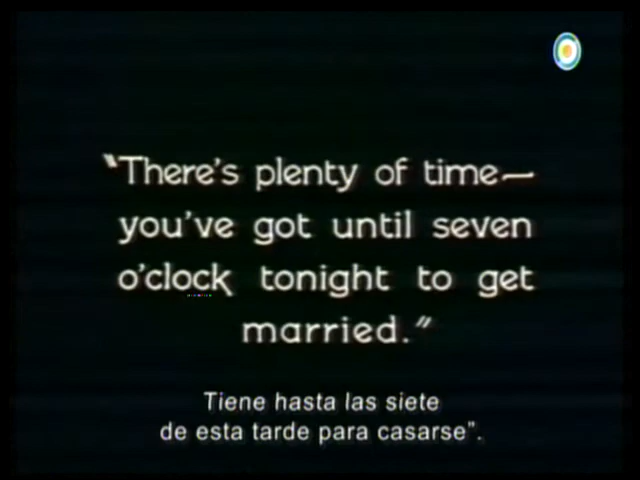 “There's plenty of time—
you've got until seven
o'clock tonight to get
married.”
Tiene hasta las siete
de esta tarde para casarse”.